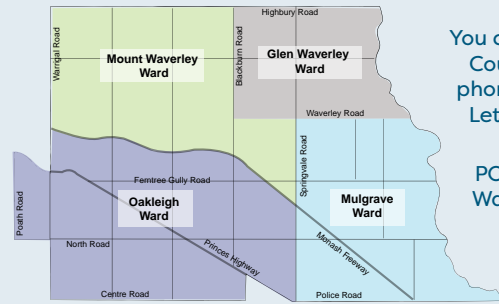 Highbury Road
Warrigal Road
Mount Waverley
Ward
Blackburn Road
Glen Waverley
Ward
Waverley Road
Springvale Road
Ferntree Gully Road
Oakleigh
Ward
Mulgrave
Ward
Poath Road
North Road
Princes Highway
Monash Freeway
Centre Road
Police Road
You c
Cou
phon
Let
PO
Wa